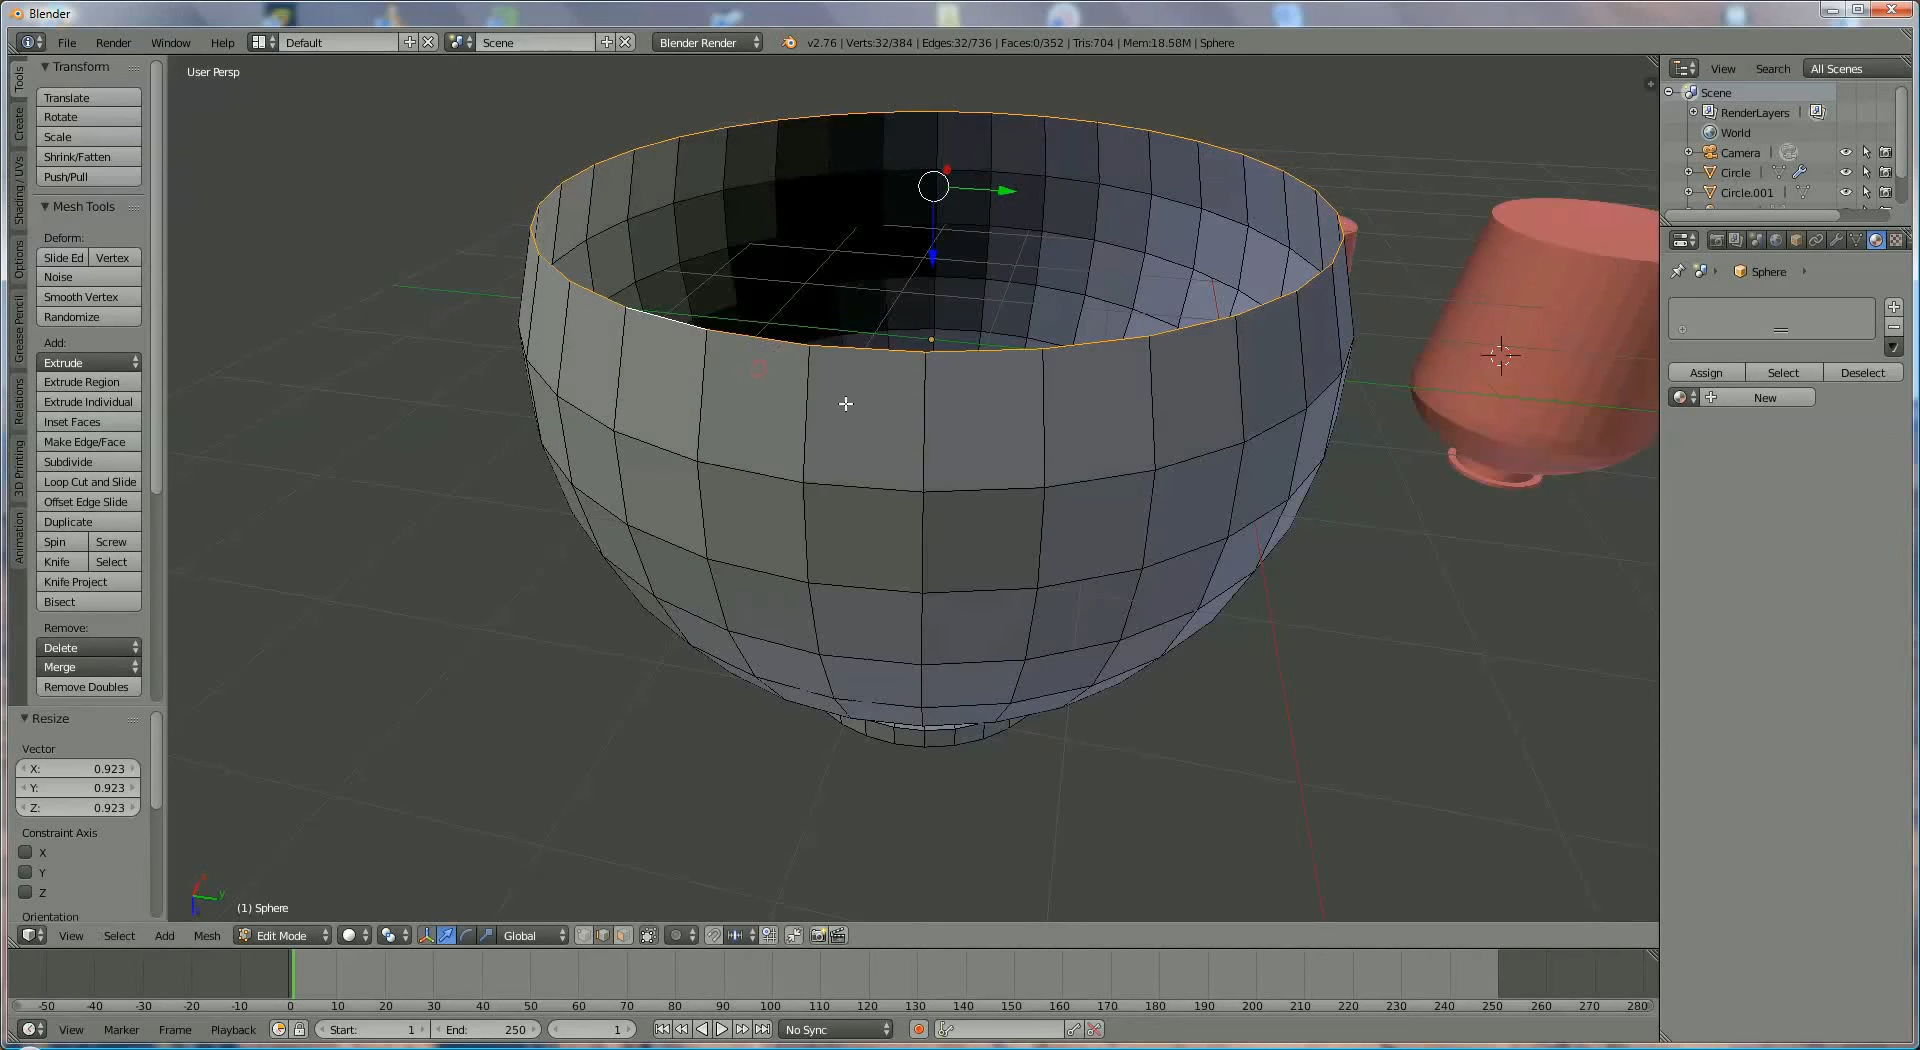 Blender
File Render Window Help Default Scene Blender Render v2.76 | Verts:32/384 | Edges:32/736 | Faces:0/352 | Tris:704 | Mem:18.58M | Sphere
User Persp
Tools
Create
Shading / UVs
Options
Grease Pencil
Relations
3D Printing
Animation
Transform
Translate
Rotate
Scale
Shrink/Fatten
Push/Pull
Mesh Tools
Deform:
Slide Ed Vertex
Noise
Smooth Vertex
Randomize
Add:
Extrude
Extrude Region
Extrude Individual
Inset Faces
Make Edge/Face
Subdivide
Loop Cut and Slide
Offset Edge Slide
Duplicate
Spin Screw
Knife Select
Knife Project
Bisect
Remove:
Delete
Merge
Remove Doubles
Resize
Vector
X: 0.923
Y: 0.923
Z: 0.923
Constraint Axis
X
Y
Z
Orientation
(1) Sphere
View Search All Scenes
Scene
RenderLayers
World
Camera
Circle
Circle.001
Sphere
Assign Select Deselect
New
View Select Add Mesh Edit Mode Global
-50 -40 -30 -20 -10 0 10 20 30 40 50 60 70 80 90 100 110 120 130 140 150 160 170 180 190 200 210 220 230 240 250 260 270 280
View Marker Frame Playback Start: 1 End: 250 1 No Sync